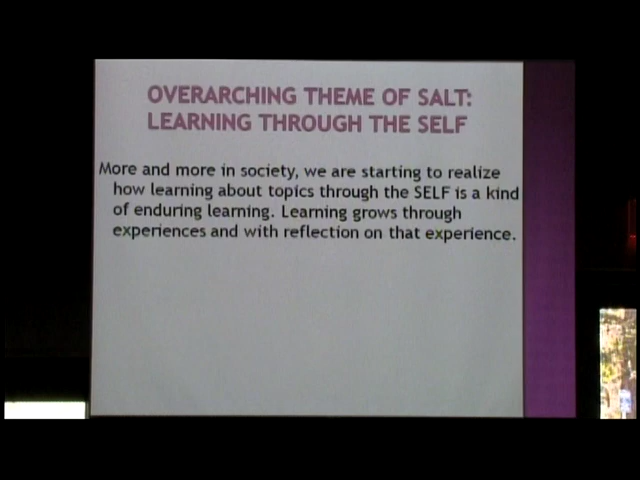 OVERARCHING THEME OF SALT:
LEARNING THROUGH THE SELF
More and more in society, we are starting to realize
how learning about topics through the SELF is a kind
of enduring learning. Learning grows through
experiences and with reflection on that experience.